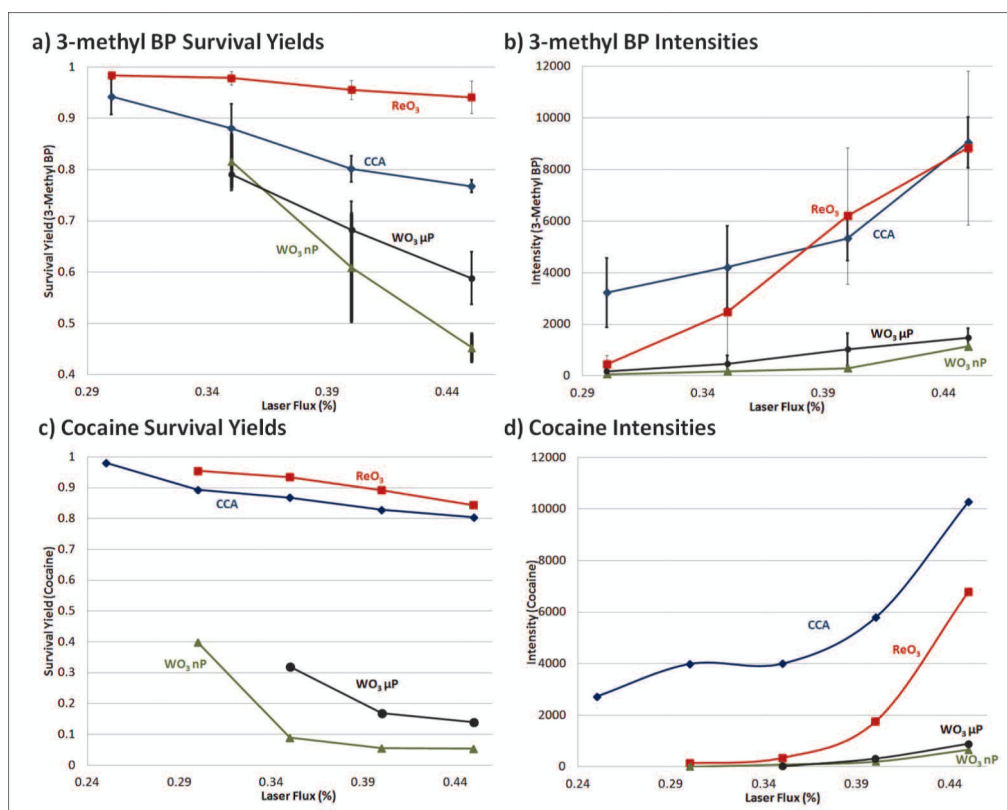 a) 3-methyl BP Survival Yields
1
0.9
0.8
0.7
0.6
0.5
0.4
0.29
0.34
0.39
0.44
Survival Yield (3-Methyl BP)
Laser Flux (%)
ReO₃
CCA
WO₃ µP
WO₃ nP
b) 3-methyl BP Intensities
12000
10000
8000
6000
4000
2000
0
0.29
0.34
0.39
0.44
Intensity (3-Methyl BP)
Laser Flux (%)
ReO₃
CCA
WO₃ µP
WO₃ nP
c) Cocaine Survival Yields
1
0.9
0.8
0.7
0.6
0.5
0.4
0.3
0.2
0.1
0
0.24
0.29
0.34
0.39
0.44
Survival Yield (Cocaine)
Laser Flux (%)
ReO₃
CCA
WO₃ nP
WO₃ µP
d) Cocaine Intensities
12000
10000
8000
6000
4000
2000
0
0.24
0.29
0.34
0.39
0.44
Intensity (Cocaine)
Laser Flux (%)
CCA
ReO₃
WO₃ µP
WO₃ nP